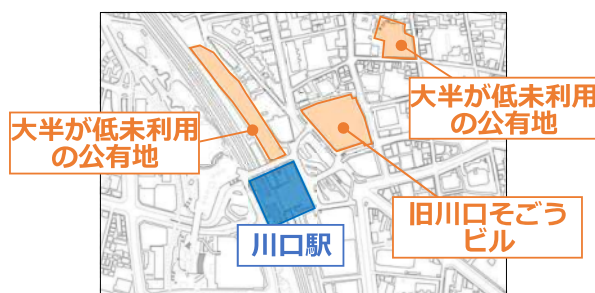 大半が低未利用
の公有地
大半が低未利用
の公有地
旧川口そごう
ビル
川口駅